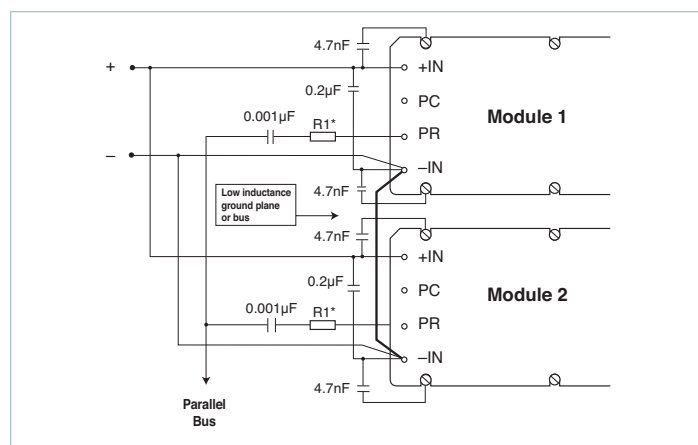 4.7nF
+
+IN
0.2µF
PC
Module 1
0.001µF
R1*
PR
–
–IN
4.7nF
Low inductance
ground plane
or bus
4.7nF
+IN
0.2µF
PC
Module 2
0.001µF
R1*
PR
–IN
4.7nF
Parallel
Bus